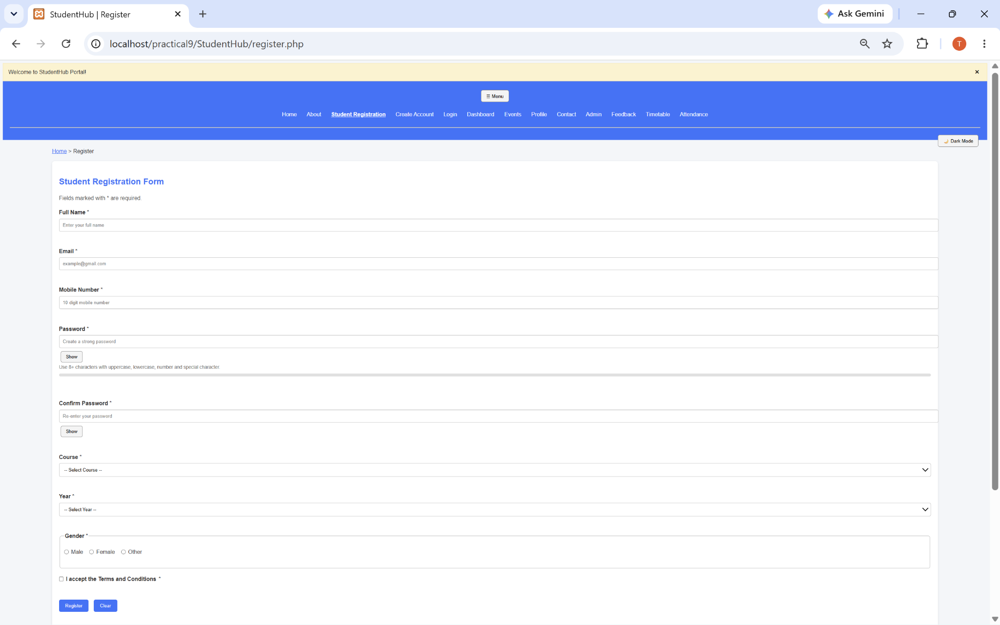 StudentHub | Register
Ask Gemini
localhost/practical9/StudentHub/register.php
T
Welcome to StudentHub Portal!
×
☰ Menu
Home About Student Registration Create Account Login Dashboard Events Profile Contact Admin Feedback Timetable Attendance
🌙 Dark Mode
Home > Register
Student Registration Form
Fields marked with * are required.
Full Name *
Enter your full name
Email *
example@gmail.com
Mobile Number *
10 digit mobile number
Password *
Create a strong password
Show
Use 8+ characters with uppercase, lowercase, number and special character.
Confirm Password *
Re-enter your password
Show
Course *
-- Select Course --
Year *
-- Select Year --
Gender *
Male Female Other
I accept the Terms and Conditions *
Register Clear